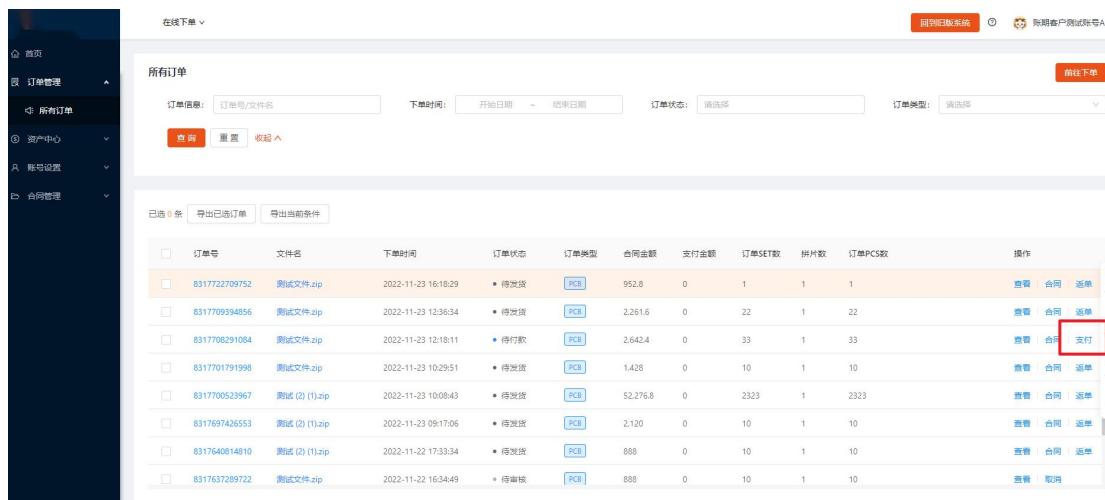 在线下单
回到旧版系统
账期客户测试账号A
首页
订单管理
所有订单
资产中心
账号设置
合同管理
所有订单
前往下单
订单信息: 订单号/文件名
下单时间: 开始日期 ~ 结束日期
订单状态: 请选择
订单类型: 请选择
查 询 重 置 收起
已选 0 条 导出已选订单 导出当前条件
订单号 文件名 下单时间 订单状态 订单类型 合同金额 支付金额 订单SET数 拼片数 订单PCS数 操作
8317722709752 测试文件.zip 2022-11-23 16:18:29 待发货 PCB 952.8 0 1 1 1 查看 合同 返单
8317709394856 测试文件.zip 2022-11-23 12:36:34 待发货 PCB 2,261.6 0 22 1 22 查看 合同 返单
8317708291084 测试文件.zip 2022-11-23 12:18:11 待付款 PCB 2,642.4 0 33 1 33 查看 合同 支付
8317701791998 测试文件.zip 2022-11-23 10:29:51 待发货 PCB 1,428 0 10 1 10 查看 合同 返单
8317700523967 测试 (2) (1).zip 2022-11-23 10:08:43 待发货 PCB 52,276.8 0 2323 1 2323 查看 合同 返单
8317697426553 测试 (2) (1).zip 2022-11-23 09:17:06 待发货 PCB 2,120 0 10 1 10 查看 合同 返单
8317640814810 测试 (2) (1).zip 2022-11-22 17:33:34 待发货 PCB 888 0 10 1 10 查看 合同 返单
8317637289722 测试 (2) (1).zip 2022-11-22 16:34:49 待审核 PCB 888 0 10 1 10 查看 取消